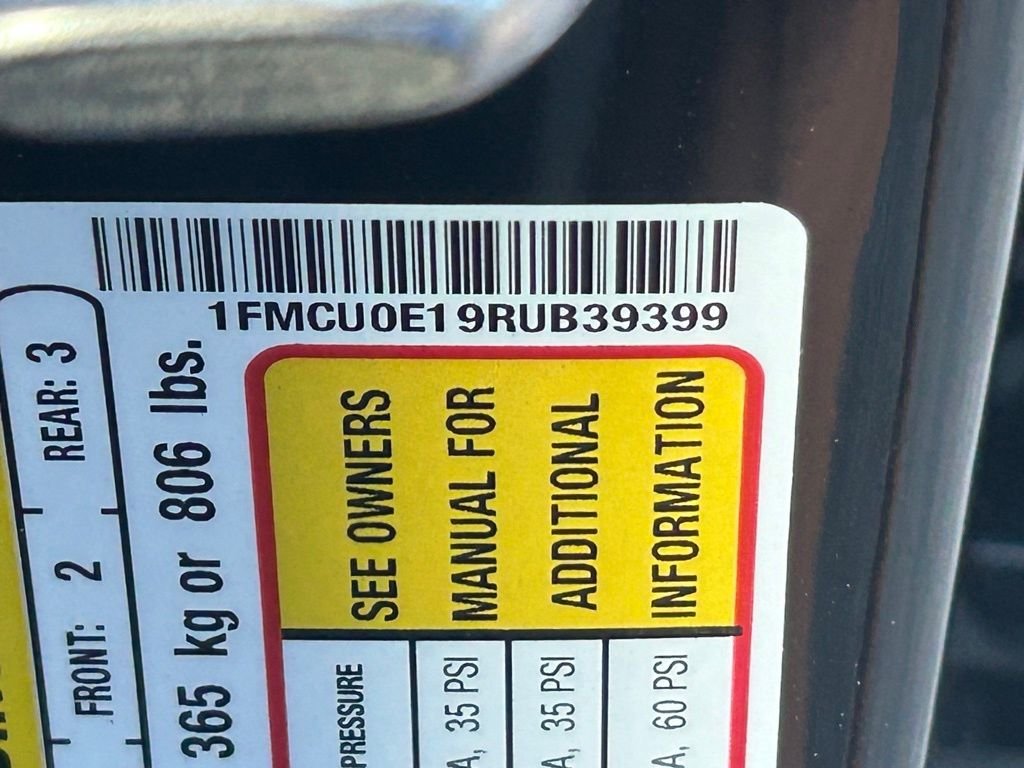 1FMCU0E19RUB39399
FRONT: 2 REAR: 3
365 kg or 806 lbs.
SEE OWNERS
MANUAL FOR
ADDITIONAL
INFORMATION
PRESSURE
35 PSI
35 PSI
60 PSI